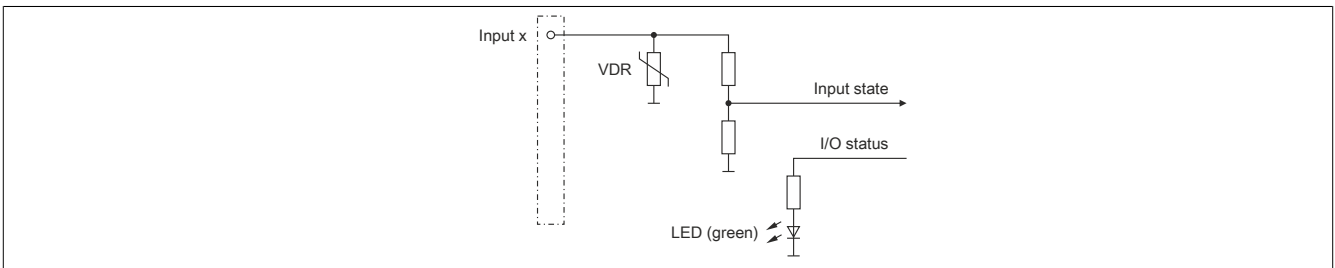 Input x
VDR
Input state
I/O status
LED (green)